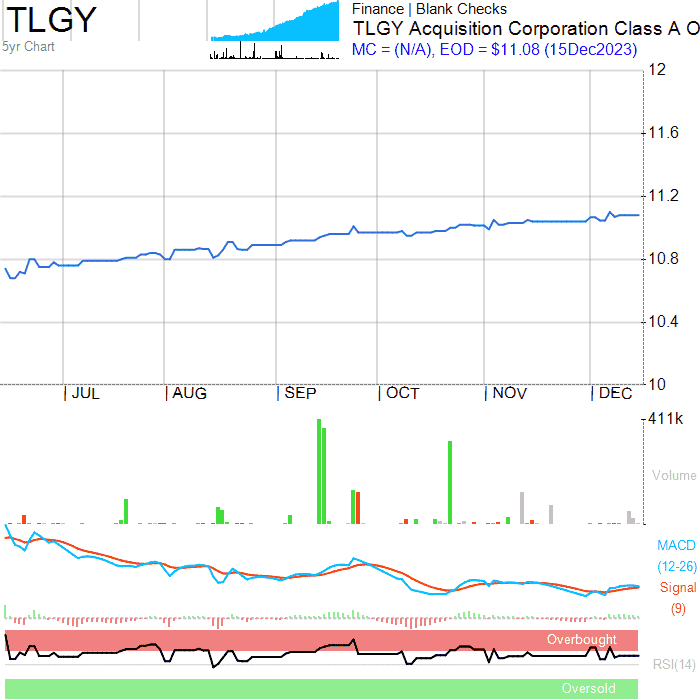 TLGY
5yr Chart
Finance | Blank Checks
TLGY Acquisition Corporation Class A O
MC = (N/A), EOD = $11.08 (15Dec2023)
12
11.6
11.2
10.8
10.4
10
| JUL | AUG | SEP | OCT | NOV | DEC
411k
Volume
MACD
(12-26)
Signal
(9)
Overbought
RSI(14)
Oversold